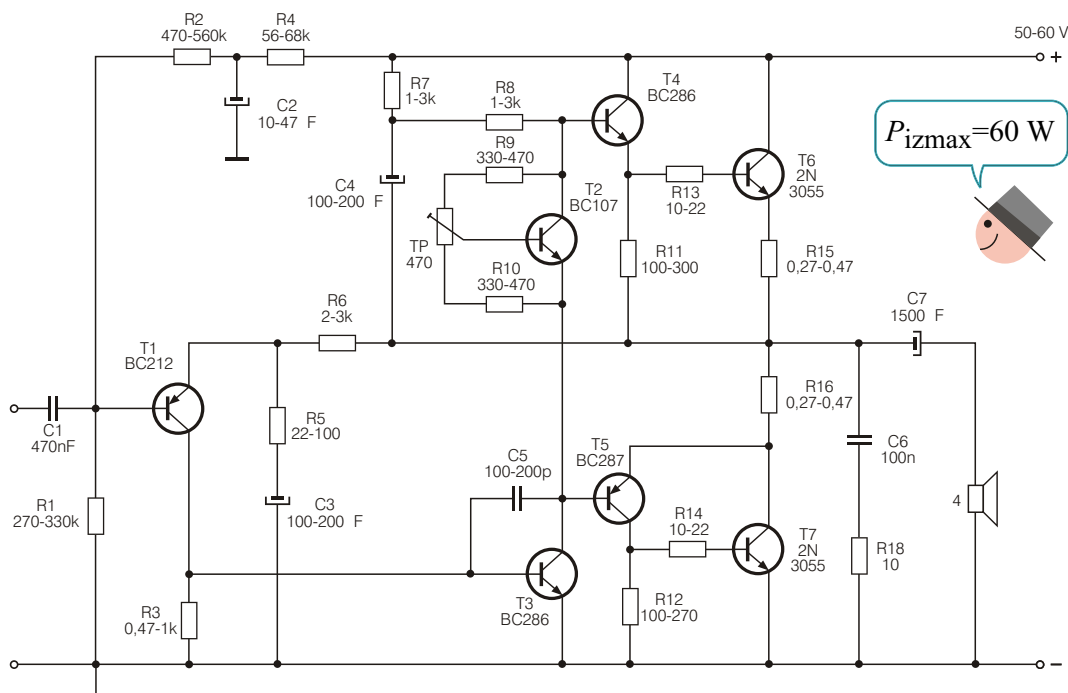 R2
470-560k
R4
56-68k
50-60 V
+
R7
1-3k
R8
1-3k
T4
BC286
C2
10-47 F
R9
330-470
P izmax=60 W
C4
100-200 F
T2
BC107
R13
10-22
T6
2N
3055
TP
470
R10
330-470
R11
100-300
R15
0,27-0,47
R6
2-3k
C7
1500 F
T1
BC212
R16
0,27-0,47
C1
470nF
R5
22-100
T5
BC287
C6
100n
C5
100-200p
R1
270-330k
C3
100-200 F
R14
10-22
T7
2N
3055
4
R18
10
R3
0,47-1k
T3
BC286
R12
100-270
−